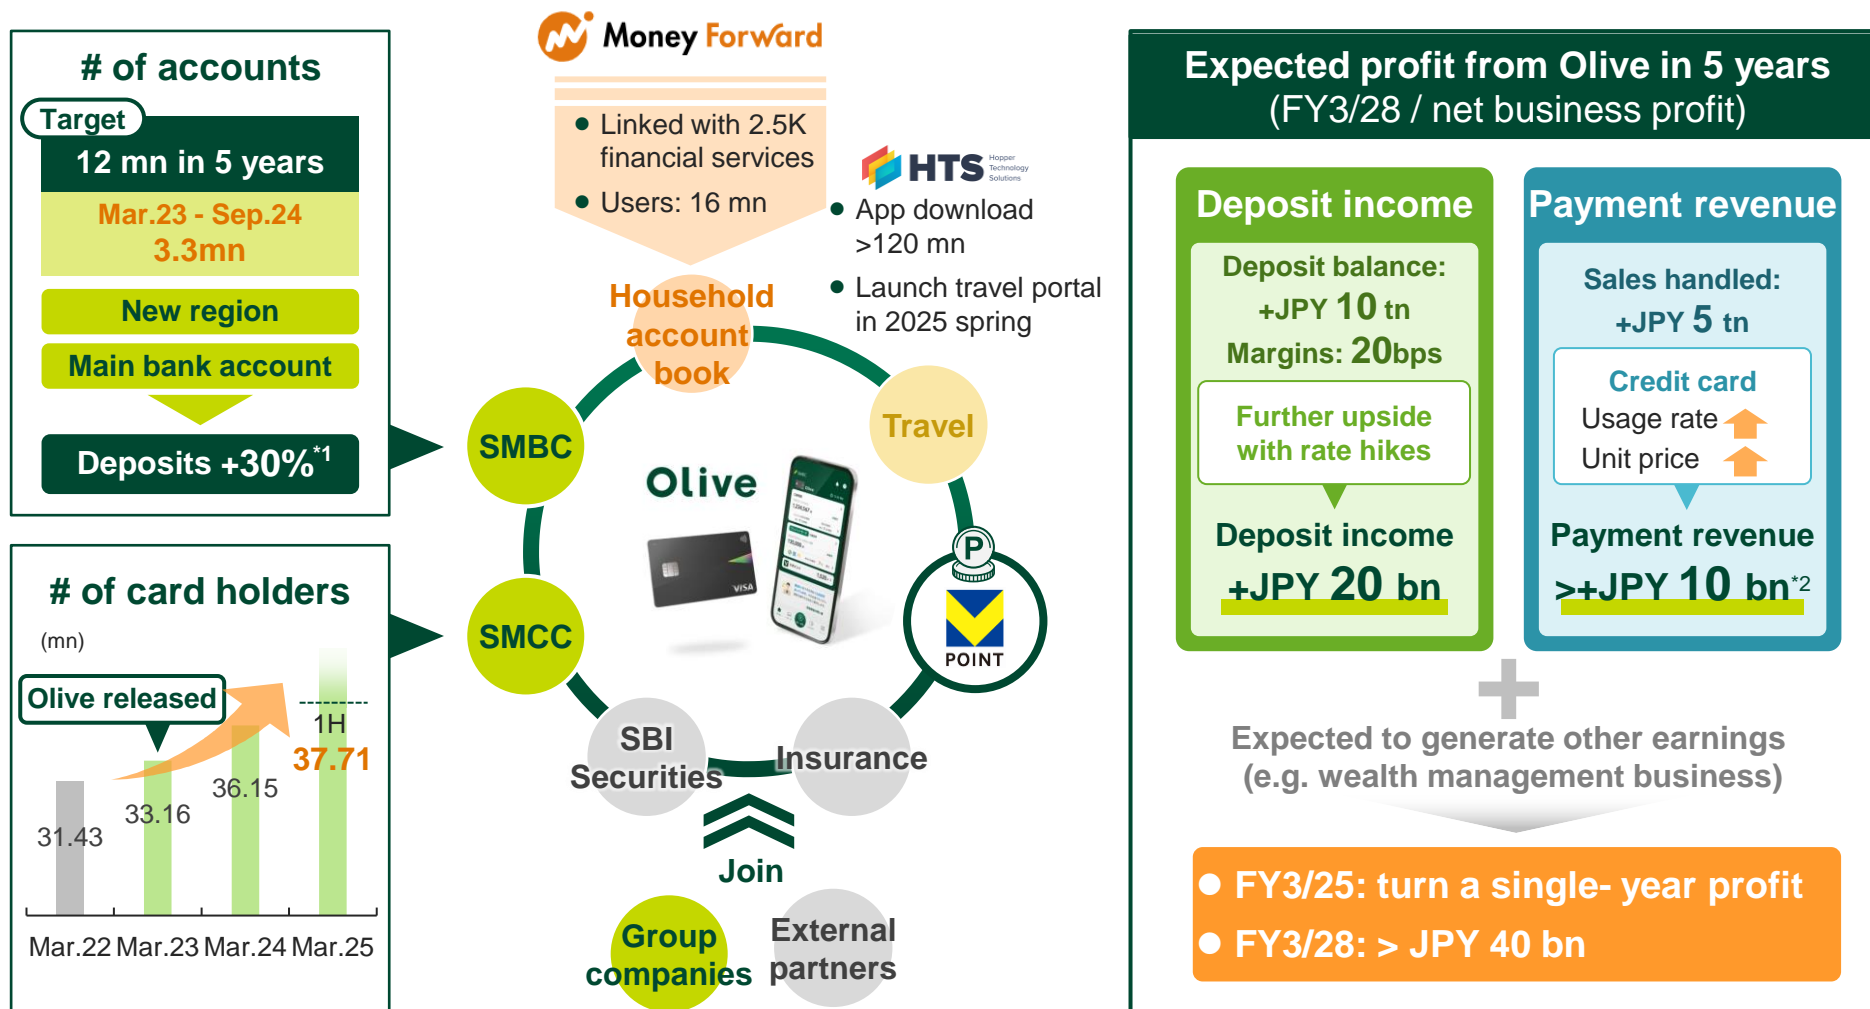 # of accounts
Target
12 mn in 5 years
Mar.23 - Sep.24
3.3mn
New region
Main bank account
Deposits +30%*1
# of card holders
(mn)
Olive released
31.43
33.16
36.15
1H
37.71
Mar.22 Mar.23 Mar.24 Mar.25
Money Forward
● Linked with 2.5K
financial services
● Users: 16 mn
HTS
Hopper
Technology
Solutions
● App download
>120 mn
● Launch travel portal
in 2025 spring
Household
account
book
Travel
SMBC
Olive
VISA
P
POINT
SMCC
SBI
Securities
Insurance
Join
Group
companies
External
partners
Expected profit from Olive in 5 years
(FY3/28 / net business profit)
Deposit income
Deposit balance:
+JPY 10 tn
Margins: 20bps
Further upside
with rate hikes
Deposit income
+JPY 20 bn
Payment revenue
Sales handled:
+JPY 5 tn
Credit card
Usage rate
Unit price
Payment revenue
>+JPY 10 bn*2
Expected to generate other earnings
(e.g. wealth management business)
● FY3/25: turn a single- year profit
● FY3/28: > JPY 40 bn